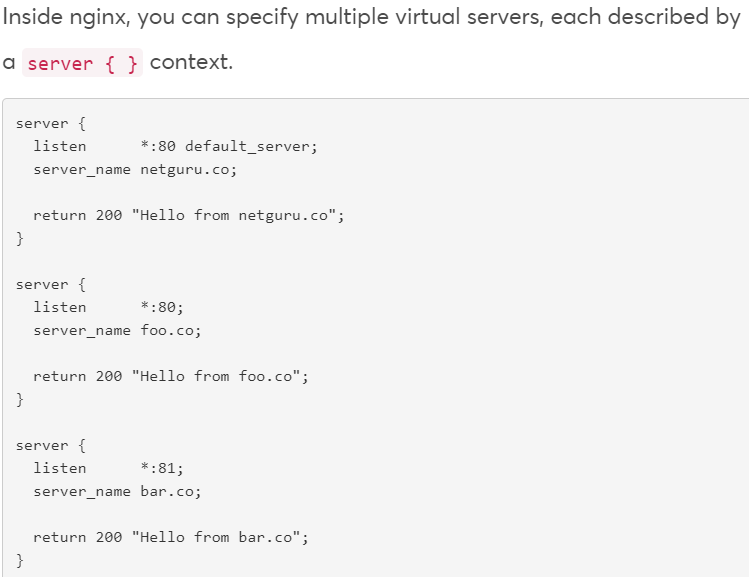 Inside nginx, you can specify multiple virtual servers, each described by
a server { } context.
server {
  listen      *:80 default_server;
  server_name netguru.co;

  return 200 "Hello from netguru.co";
}

server {
  listen      *:80;
  server_name foo.co;

  return 200 "Hello from foo.co";
}

server {
  listen      *:81;
  server_name bar.co;

  return 200 "Hello from bar.co";
}